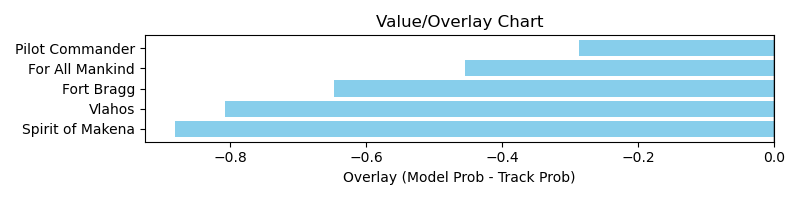 Value/Overlay Chart
Pilot Commander
For All Mankind
Fort Bragg
Vlahos
Spirit of Makena
−0.8 −0.6 −0.4 −0.2 0.0
Overlay (Model Prob - Track Prob)